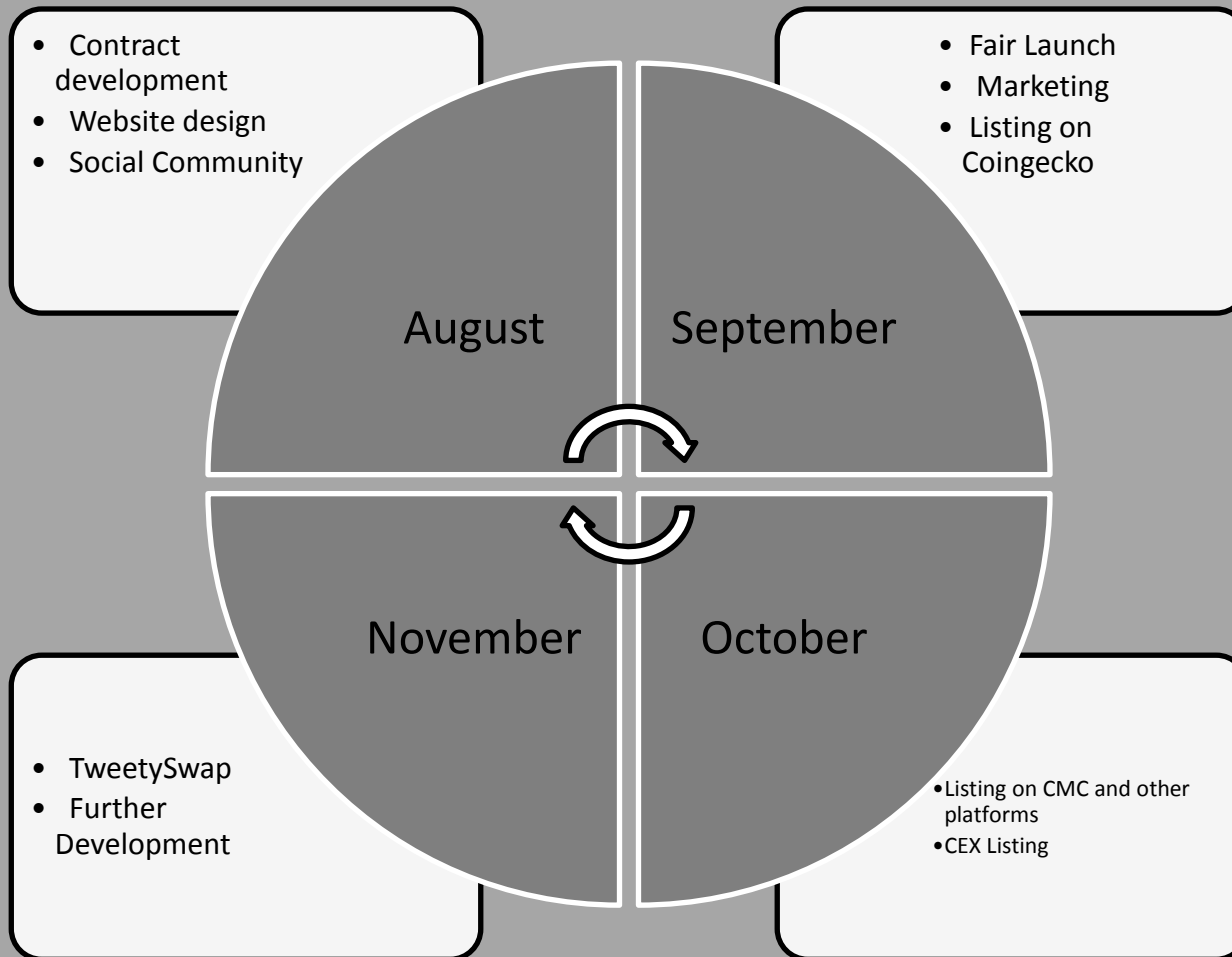 • Contract
development
• Website design
• Social Community
• Fair Launch
• Marketing
• Listing on
Coingecko
August
September
November
October
• TweetySwap
• Further
Development
•Listing on CMC and other
platforms
•CEX Listing